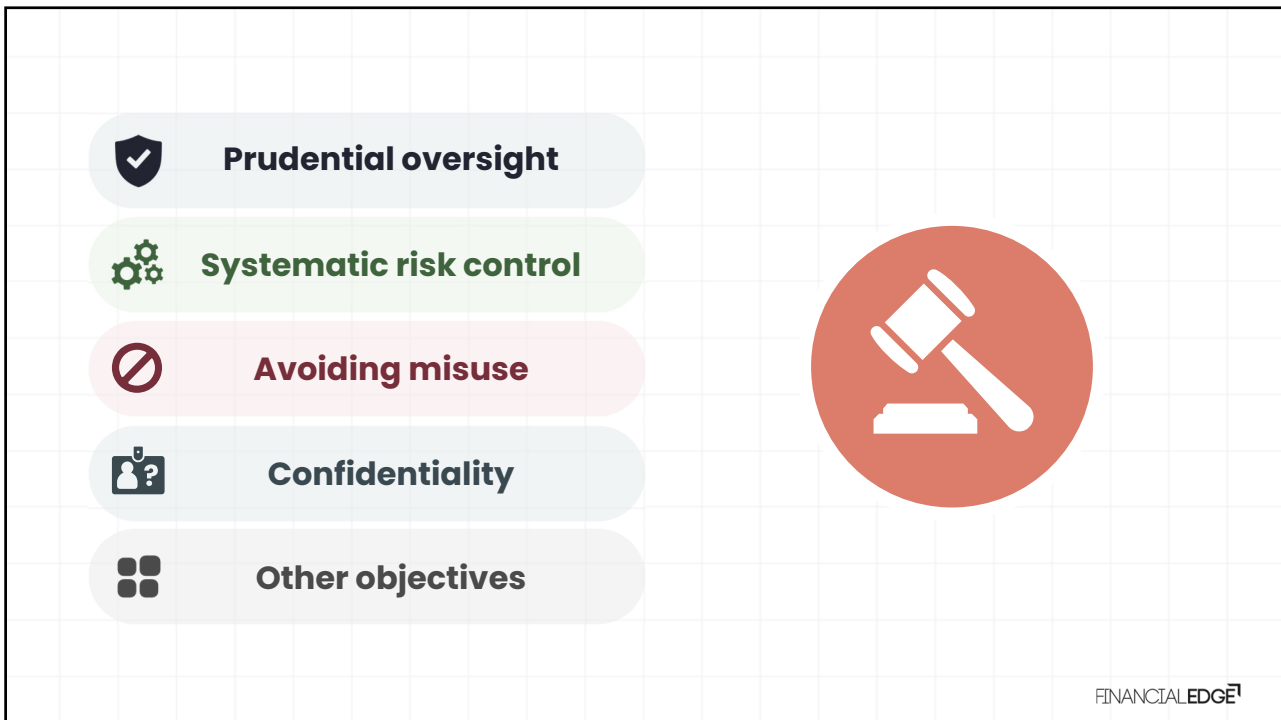 Prudential oversight
Systematic risk control
Avoiding misuse
?
Confidentiality
Other objectives
FINANCIALEDGE